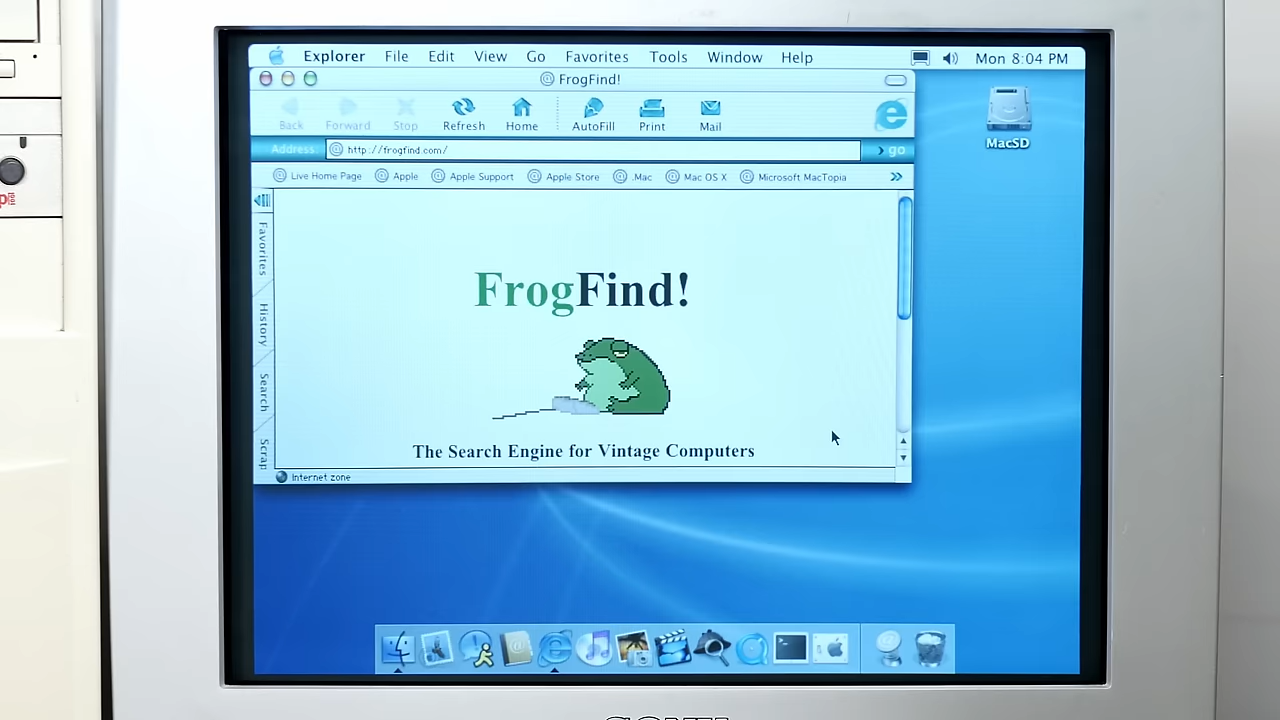 Explorer File Edit View Go Favorites Tools Window Help Mon 8:04 PM
FrogFind!
Back Forward Stop Refresh Home AutoFill Print Mail
Address: http://frogfind.com/ go
Live Home Page Apple Apple Support Apple Store .Mac Mac OS X Microsoft MacTopia
MacSD
Favorites
History
Search
Scrap
FrogFind!
The Search Engine for Vintage Computers
Internet zone